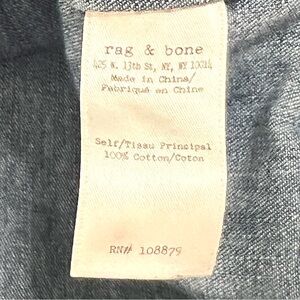 rag & bone
425 W. 13th St, NY, NY 10014
Made in China/
Fabriqué en Chine
Self/Tissu Principal
100% Cotton/Coton
RN# 108879